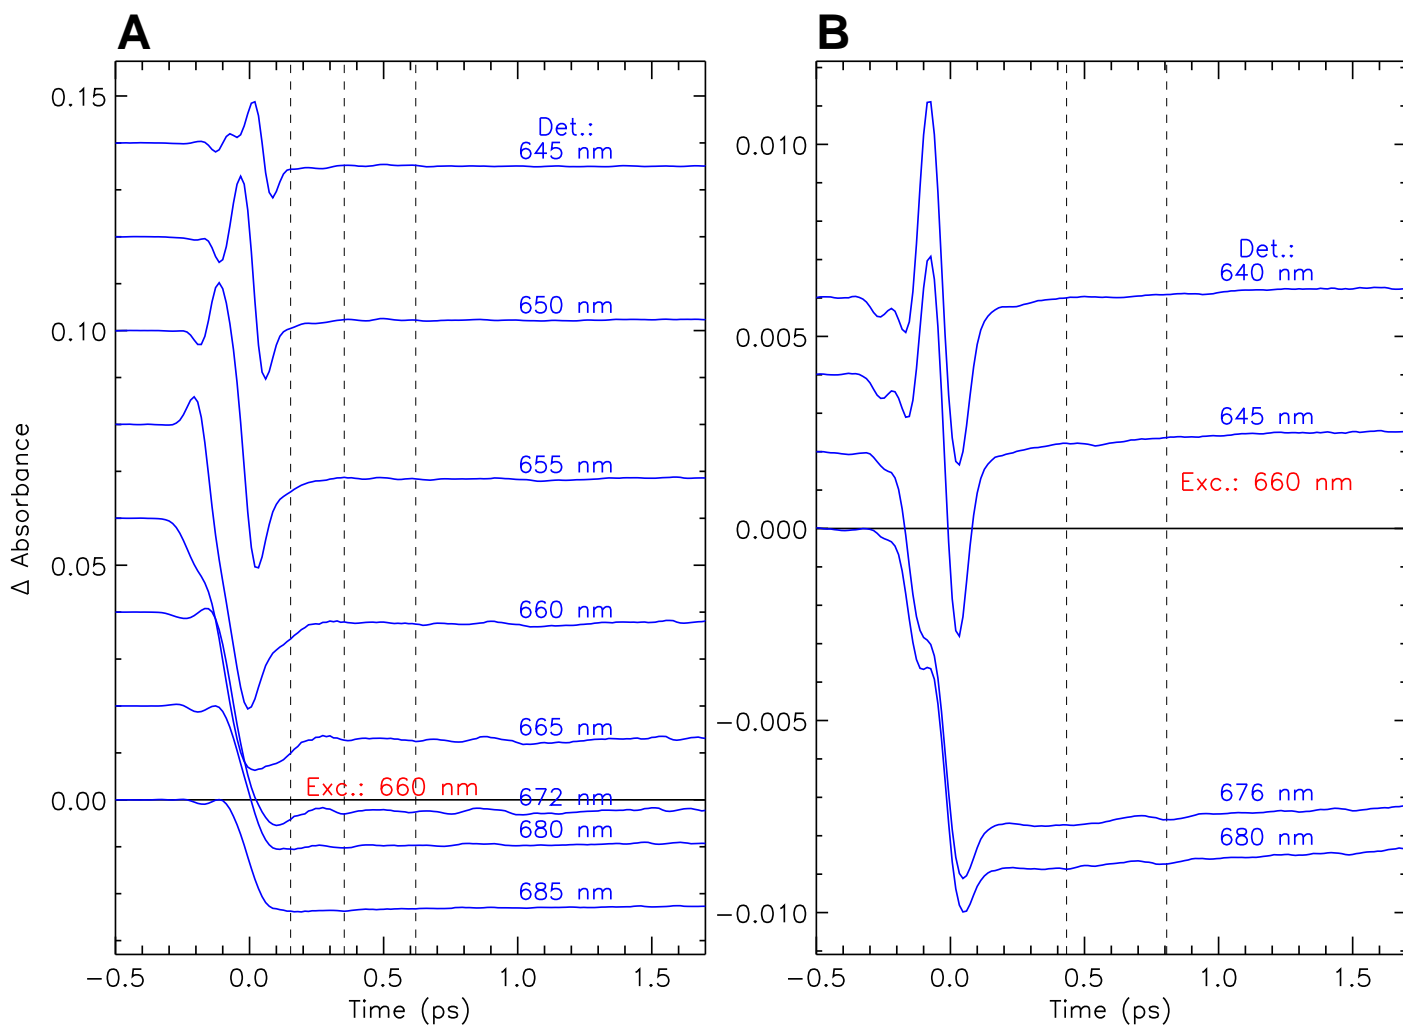 A
B
0.15
0.10
0.05
0.00
Δ Absorbance
Det.:
645 nm
650 nm
655 nm
660 nm
665 nm
Exc.: 660 nm
672 nm
680 nm
685 nm
−0.5
0.0
0.5
1.0
1.5
Time (ps)
0.010
0.005
0.000
−0.005
−0.010
Det.:
640 nm
645 nm
Exc.: 660 nm
676 nm
680 nm
−0.5
0.0
0.5
1.0
1.5
Time (ps)